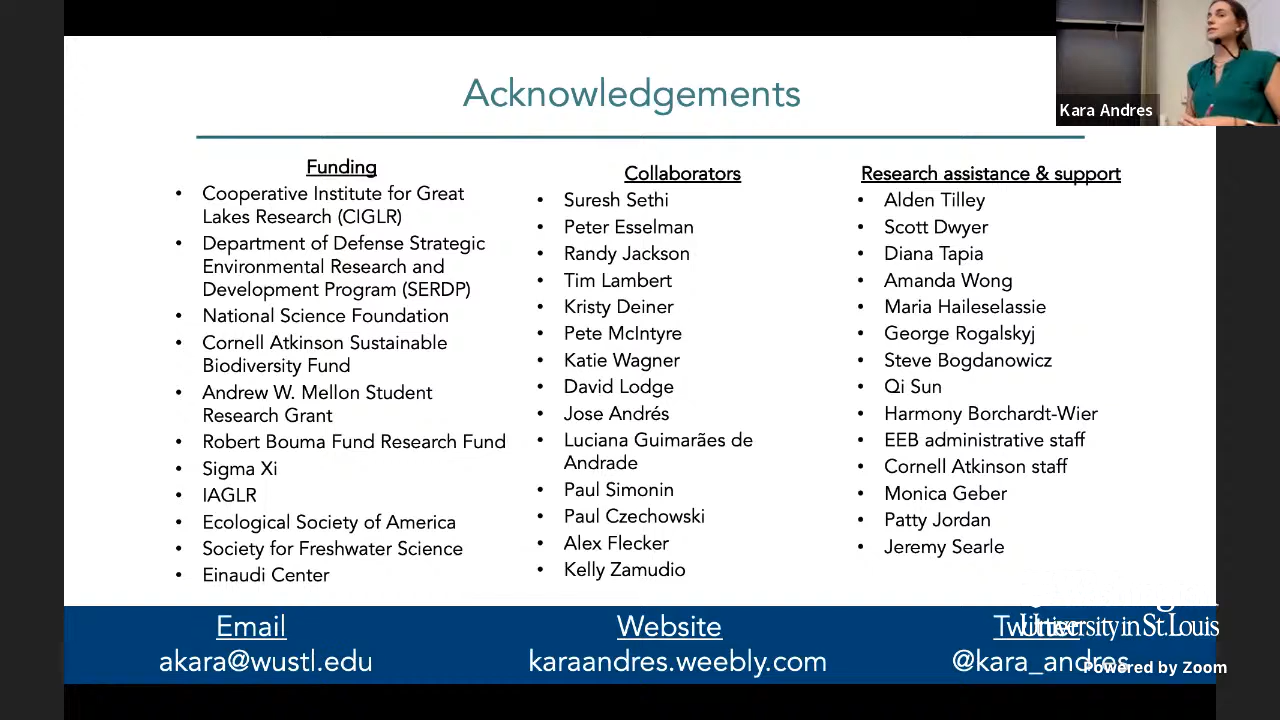 Acknowledgements
Kara Andres
Funding
• Cooperative Institute for Great
Lakes Research (CIGLR)
• Department of Defense Strategic
Environmental Research and
Development Program (SERDP)
• National Science Foundation
• Cornell Atkinson Sustainable
Biodiversity Fund
• Andrew W. Mellon Student
Research Grant
• Robert Bouma Fund Research Fund
• Sigma Xi
• IAGLR
• Ecological Society of America
• Society for Freshwater Science
• Einaudi Center
Collaborators
• Suresh Sethi
• Peter Esselman
• Randy Jackson
• Tim Lambert
• Kristy Deiner
• Pete McIntyre
• Katie Wagner
• David Lodge
• Jose Andrés
• Luciana Guimarães de
Andrade
• Paul Simonin
• Paul Czechowski
• Alex Flecker
• Kelly Zamudio
Research assistance & support
• Alden Tilley
• Scott Dwyer
• Diana Tapia
• Amanda Wong
• Maria Haileselassie
• George Rogalskyj
• Steve Bogdanowicz
• Qi Sun
• Harmony Borchardt-Wier
• EEB administrative staff
• Cornell Atkinson staff
• Monica Geber
• Patty Jordan
• Jeremy Searle
Email
akara@wustl.edu
Website
karaandres.weebly.com
Twitter
@kara_andres
University in St. Louis
Powered by Zoom